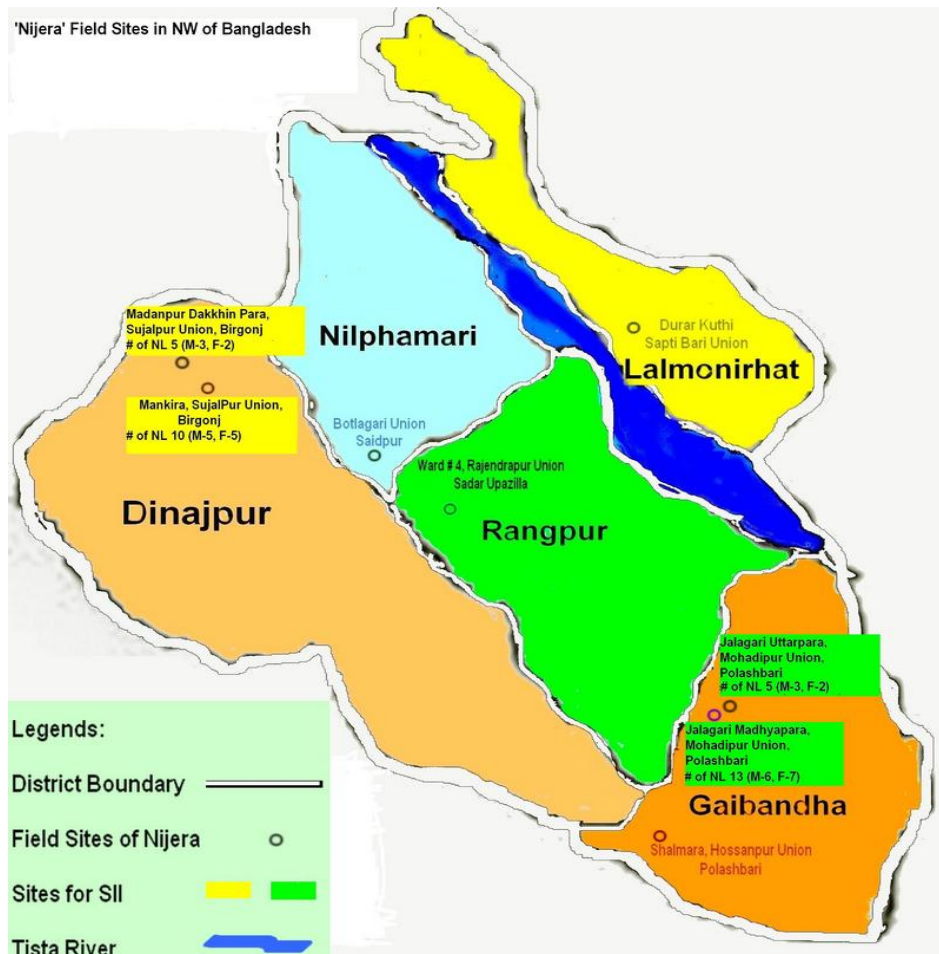 'Nijera' Field Sites in NW of Bangladesh
Madanpur Dakkhin Para,
Sujalpur Union, Birgonj
# of NL 5 (M-3, F-2)
Mankira, SujalPur Union,
Birgonj
# of NL 10 (M-5, F-5)
Nilphamari
Botlagari Union
Saidpur
Durar Kuthi
Sapti Bari Union
Lalmonirhat
Dinajpur
Ward # 4, Rajendrapur Union
Sadar Upazilla
Rangpur
Jalagari Uttarpara,
Mohadipur Union,
Polashbari
# of NL 5 (M-3, F-2)
Jalagari Madhyapara,
Mohadipur Union,
Polashbari
# of NL 13 (M-6, F-7)
Gaibandha
Shalmara, Hossanpur Union
Polashbari
Legends:
District Boundary
Field Sites of Nijera
Sites for SII
Tista River